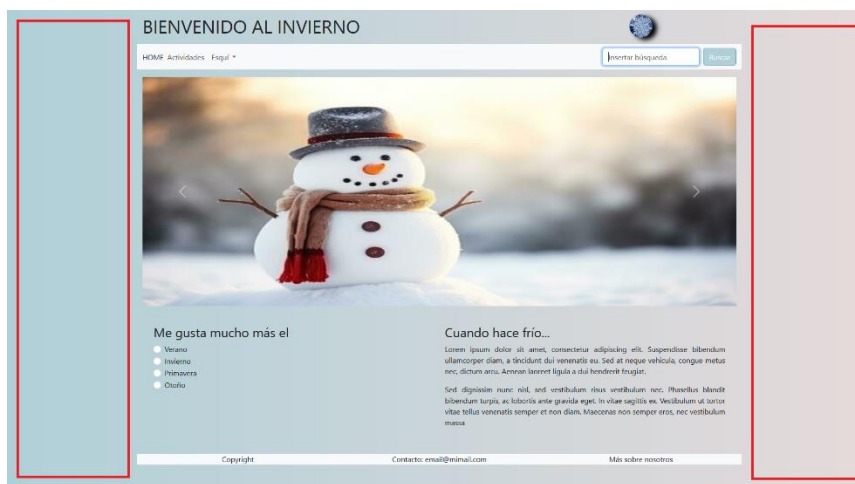 BIENVENIDO AL INVIERNO
HOME Actividades Esquí
Insertar búsqueda
Buscar
Me gusta mucho más el
Verano
Invierno
Primavera
Otoño
Cuando hace frío...
Lorem ipsum dolor sit amet, consectetur adipiscing elit. Suspendisse bibendum
ullamcorper diam, a tincidunt dui venenatis eu. Sed at neque vehicula, congue metus
nec, dictum arcu. Aenean laoreet ligula a dui hendrerit feugiat.
Sed dignissim nunc nisl, sed vestibulum risus vestibulum nec. Phasellus blandit
bibendum turpis, ac lobortis ante gravida eget. In vitae sagittis ex. Vestibulum ut tortor
vitae tellus venenatis semper et non diam. Maecenas non semper eros, nec vestibulum
massa
Copyright
Contacto: email@mimail.com
Más sobre nosotros